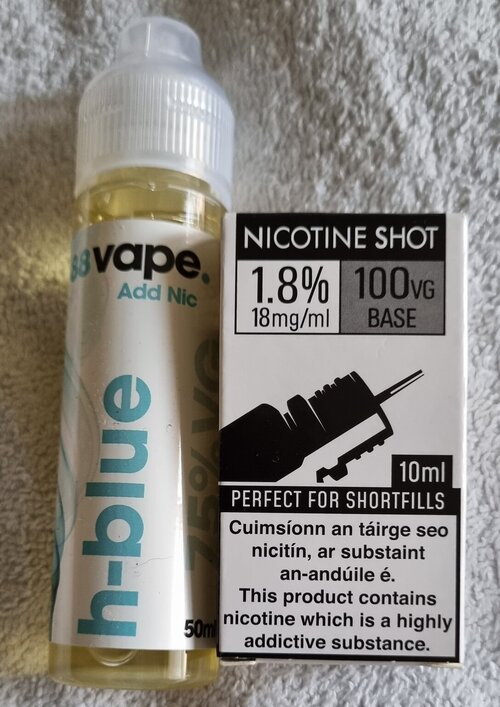 88vape.
Add Nic
h-blue
75% VG
50ml
NICOTINE SHOT
1.8%
18mg/ml
100VG
BASE
10ml
PERFECT FOR SHORTFILLS
Cuimsíonn an táirge seo
nicitín, ar substaint
an-andúile é.
This product contains
nicotine which is a highly
addictive substance.